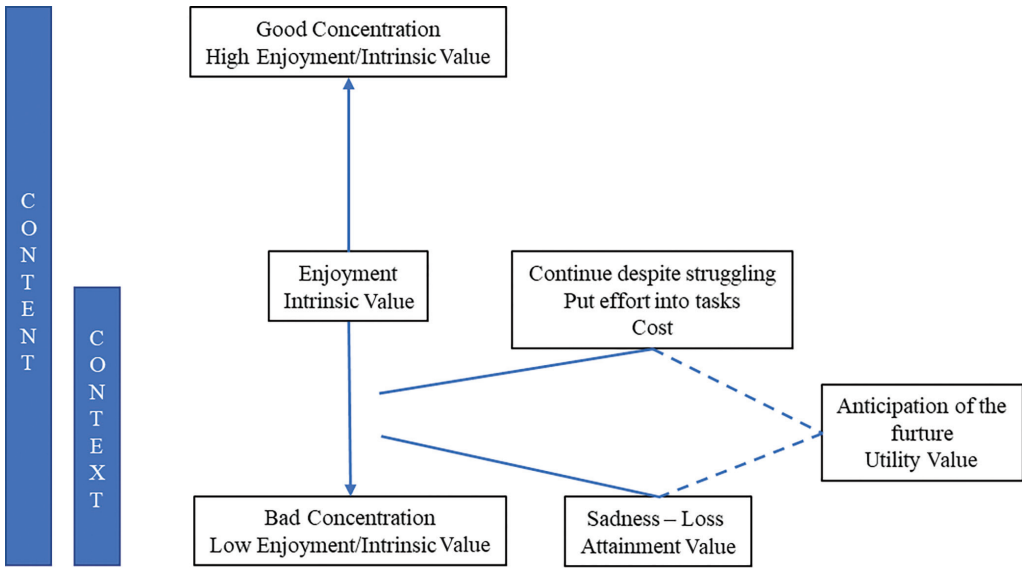 CONTENT
CONTEXT
Good Concentration
High Enjoyment/Intrinsic Value
Enjoyment
Intrinsic Value
Continue despite struggling
Put effort into tasks
Cost
Anticipation of the
furture
Utility Value
Bad Concentration
Low Enjoyment/Intrinsic Value
Sadness – Loss
Attainment Value